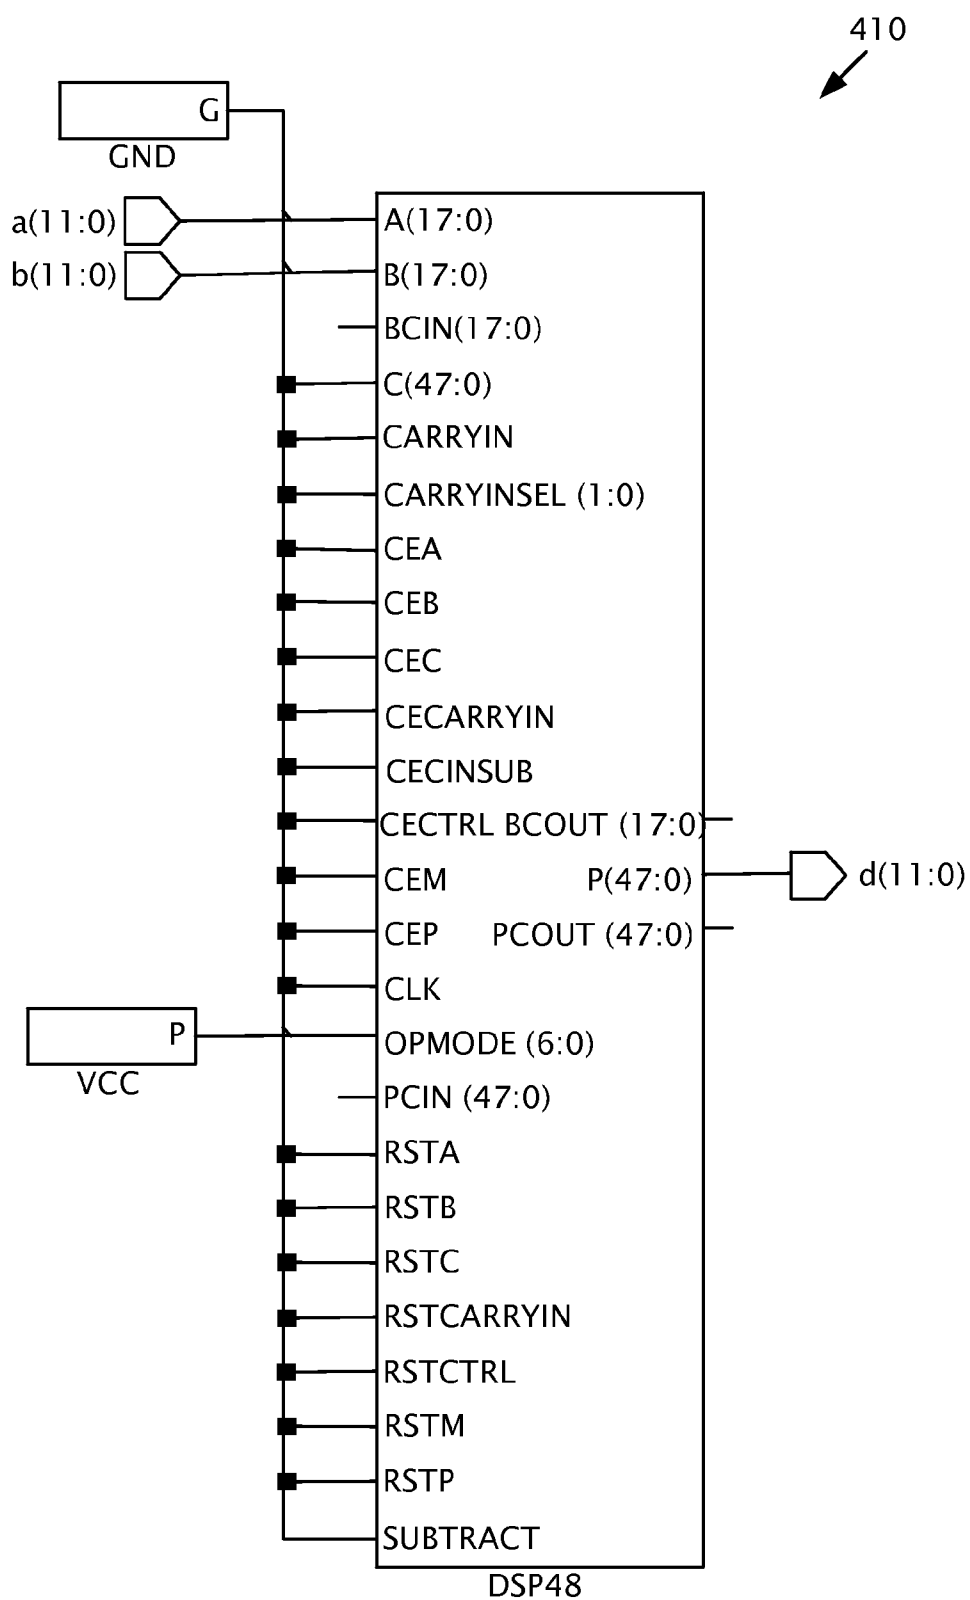 410
G
GND
a(11:0)
A(17:0)
b(11:0)
B(17:0)
BCIN(17:0)
C(47:0)
CARRYIN
CARRYINSEL (1:0)
CEA
CEB
CEC
CECARRYIN
CECINSUB
CECTRL BCOUT (17:0)
CEM P(47:0) d(11:0)
CEP PCOUT (47:0)
CLK
P
VCC
OPMODE (6:0)
PCIN (47:0)
RSTA
RSTB
RSTC
RSTCARRYIN
RSTCTRL
RSTM
RSTP
SUBTRACT
DSP48